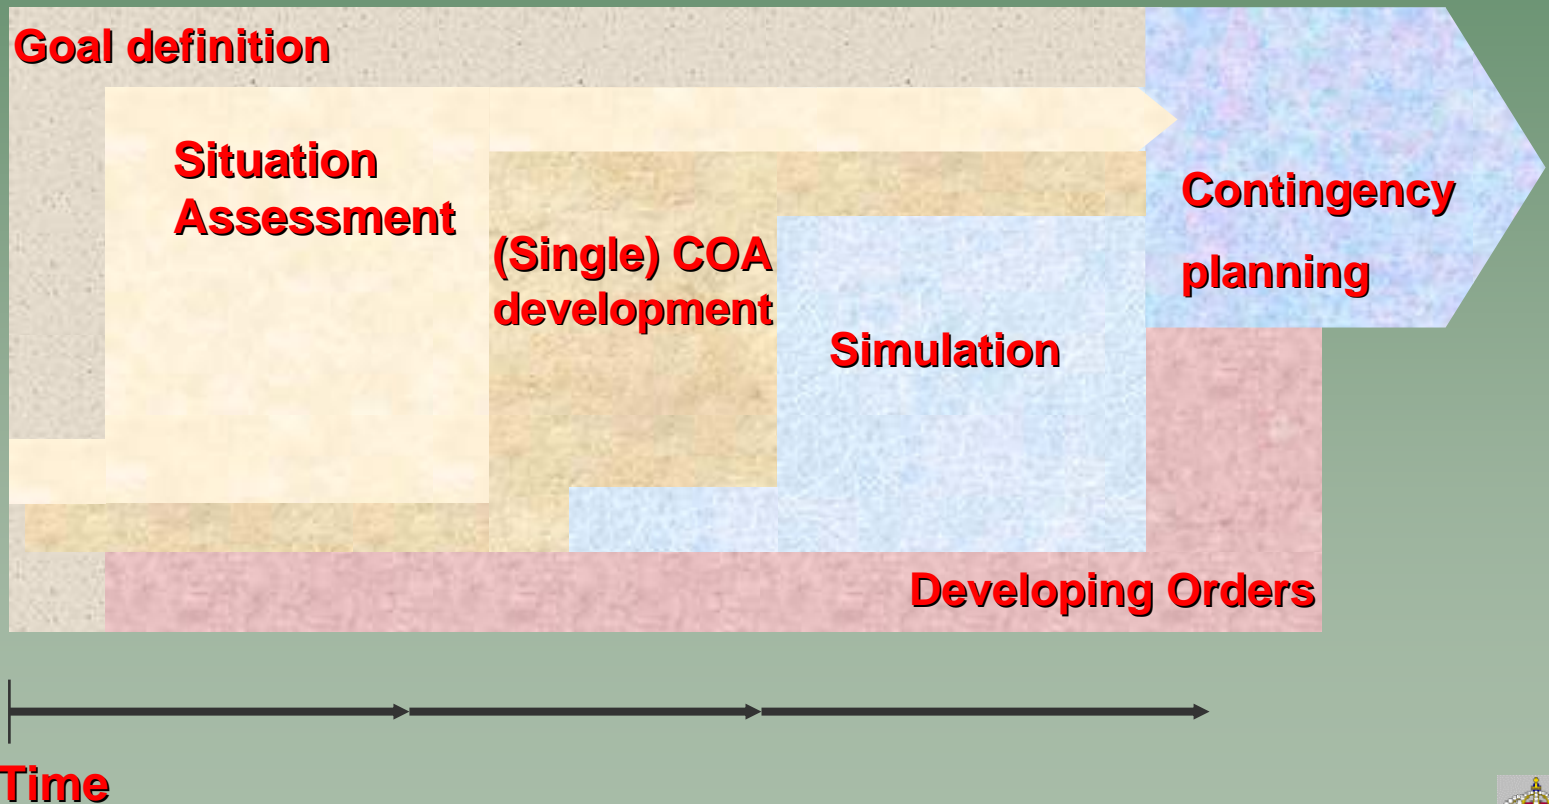 Goal definition
Situation
Assessment
(Single) COA
development
Simulation
Contingency
planning
Developing Orders
Time